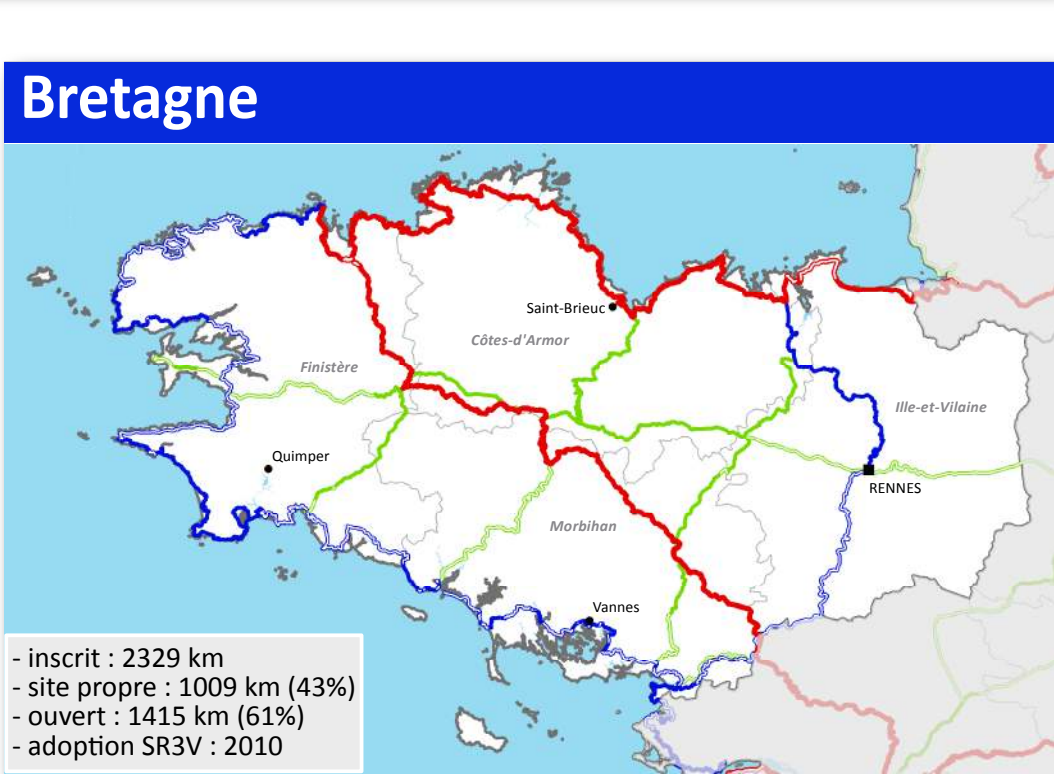 Bretagne
Saint-Brieuc
Côtes-d'Armor
Finistère
Ille-et-Vilaine
Quimper
RENNES
Morbihan
Vannes
- inscrit : 2329 km
- site propre : 1009 km (43%)
- ouvert : 1415 km (61%)
- adoption SR3V : 2010